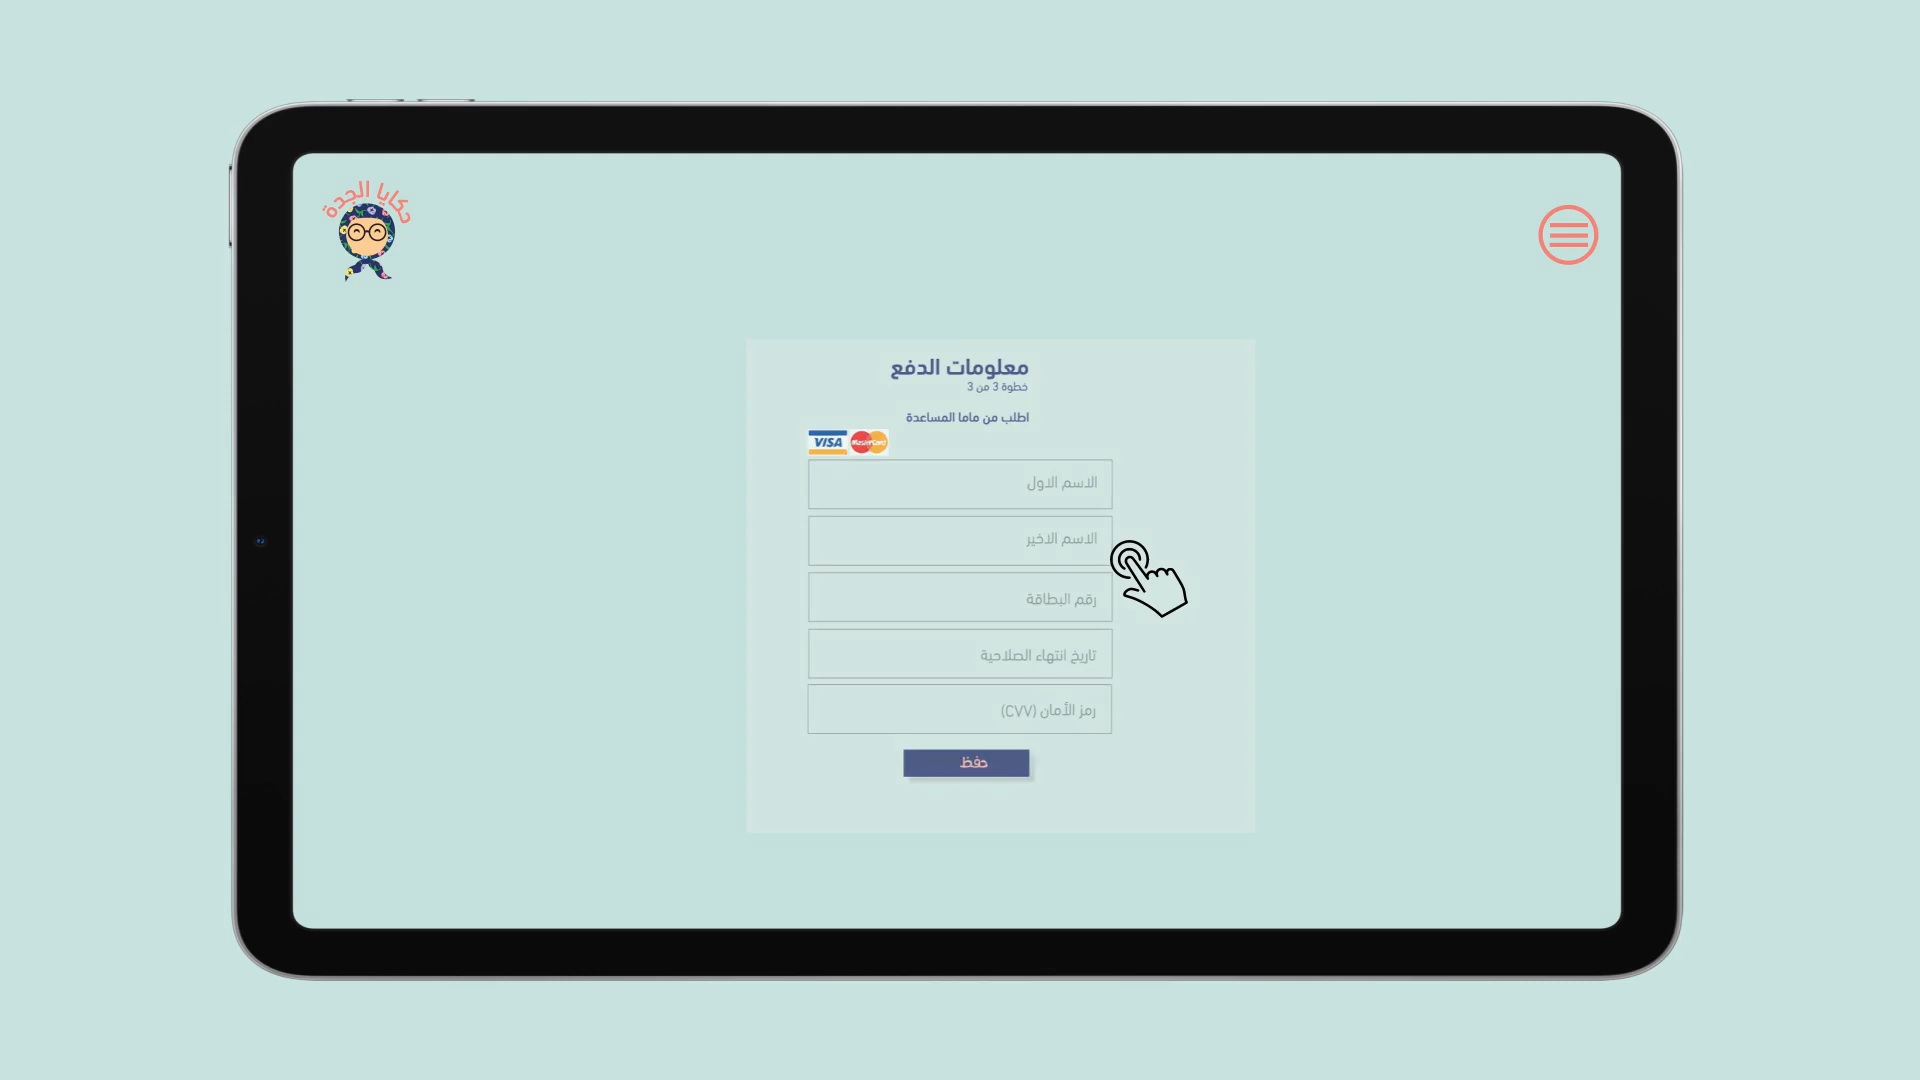 حكايا الجدة
معلومات الدفع
خطوة 3 من 3
اطلب من ماما المساعدة
VISA MasterCard
الاسم الاول
الاسم الاخير
رقم البطاقة
تاريخ انتهاء الصلاحية
رمز الأمان (CVV)
حفظ